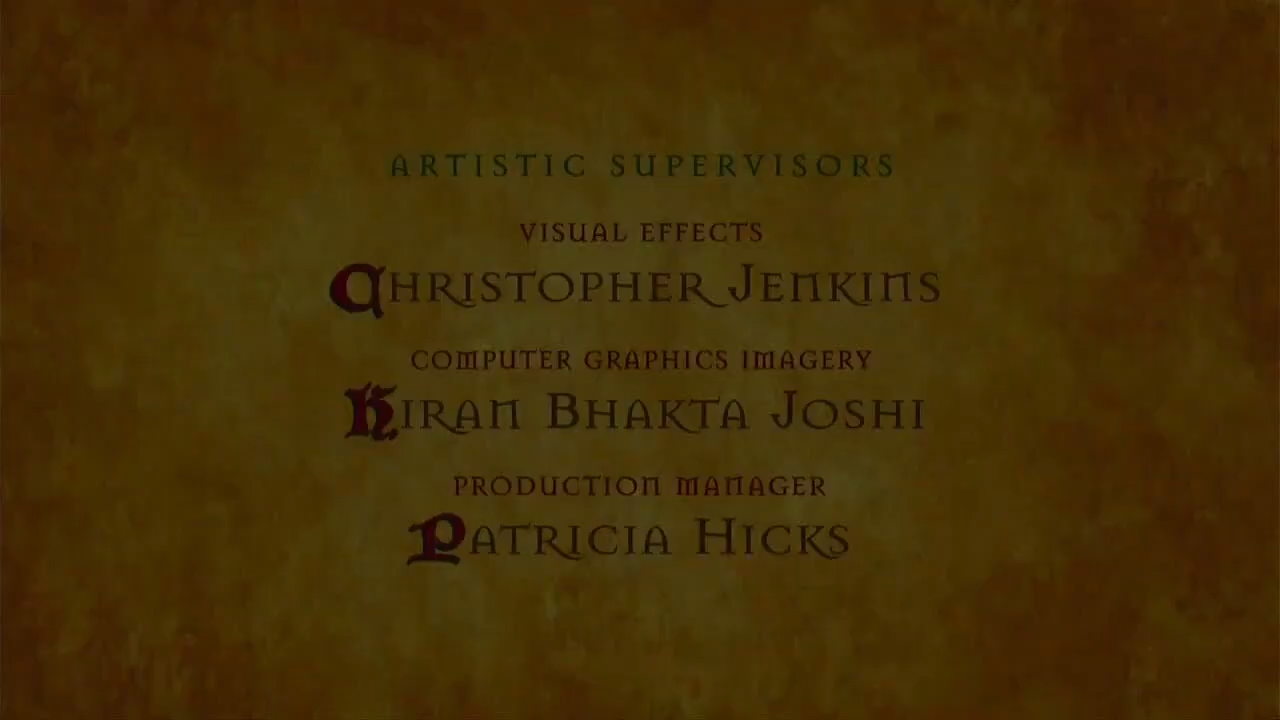 ARTISTIC SUPERVISORS
VISUAL EFFECTS
CHRISTOPHER JENKINS
COMPUTER GRAPHICS IMAGERY
KIRAN BHAKTA JOSHI
PRODUCTION MANAGER
PATRICIA HICKS